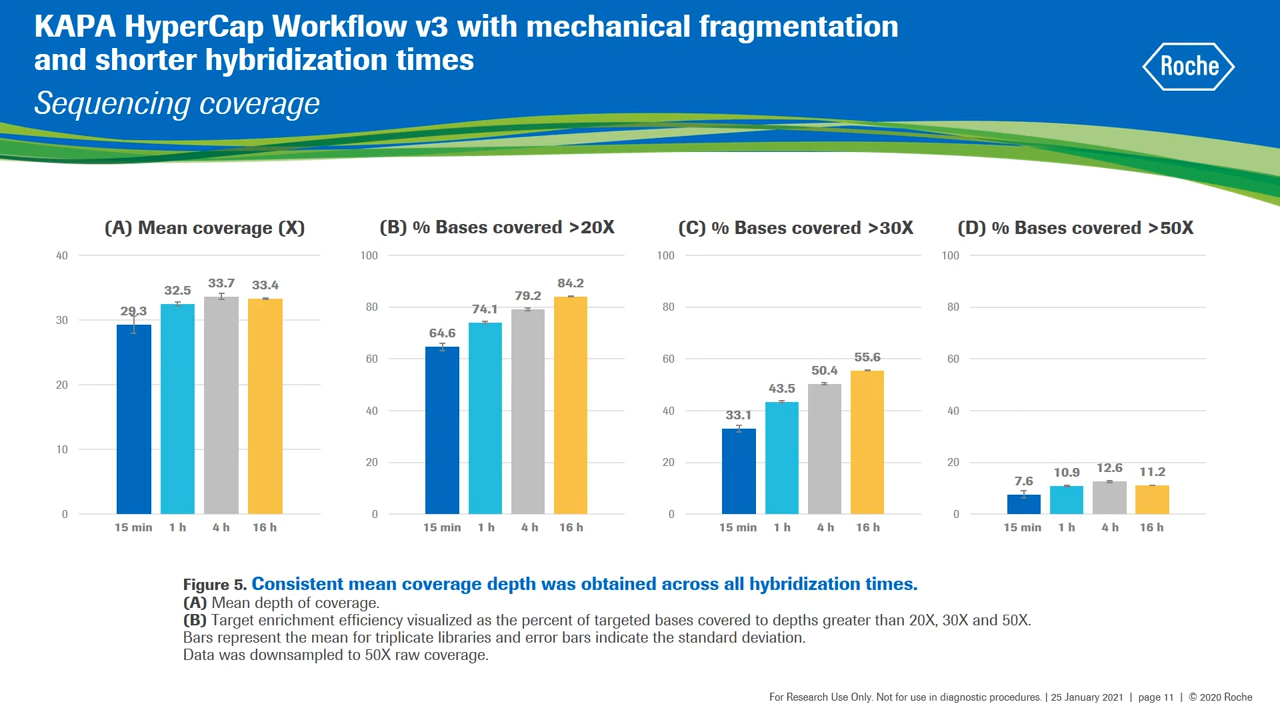 KAPA HyperCap Workflow v3 with mechanical fragmentation
and shorter hybridization times
Sequencing coverage
Roche
(A) Mean coverage (X)
40
30
20
10
0
29.3
32.5
33.7
33.4
15 min
1 h
4 h
16 h
(B) % Bases covered >20X
100
80
60
40
20
0
64.6
74.1
79.2
84.2
15 min
1 h
4 h
16 h
(C) % Bases covered >30X
100
80
60
40
20
0
33.1
43.5
50.4
55.6
15 min
1 h
4 h
16 h
(D) % Bases covered >50X
100
80
60
40
20
0
7.6
10.9
12.6
11.2
15 min
1 h
4 h
16 h
Figure 5. Consistent mean coverage depth was obtained across all hybridization times.
(A) Mean depth of coverage.
(B) Target enrichment efficiency visualized as the percent of targeted bases covered to depths greater than 20X, 30X and 50X.
Bars represent the mean for triplicate libraries and error bars indicate the standard deviation.
Data was downsampled to 50X raw coverage.
For Research Use Only. Not for use in diagnostic procedures. | 25 January 2021 | page 11 | © 2020 Roche